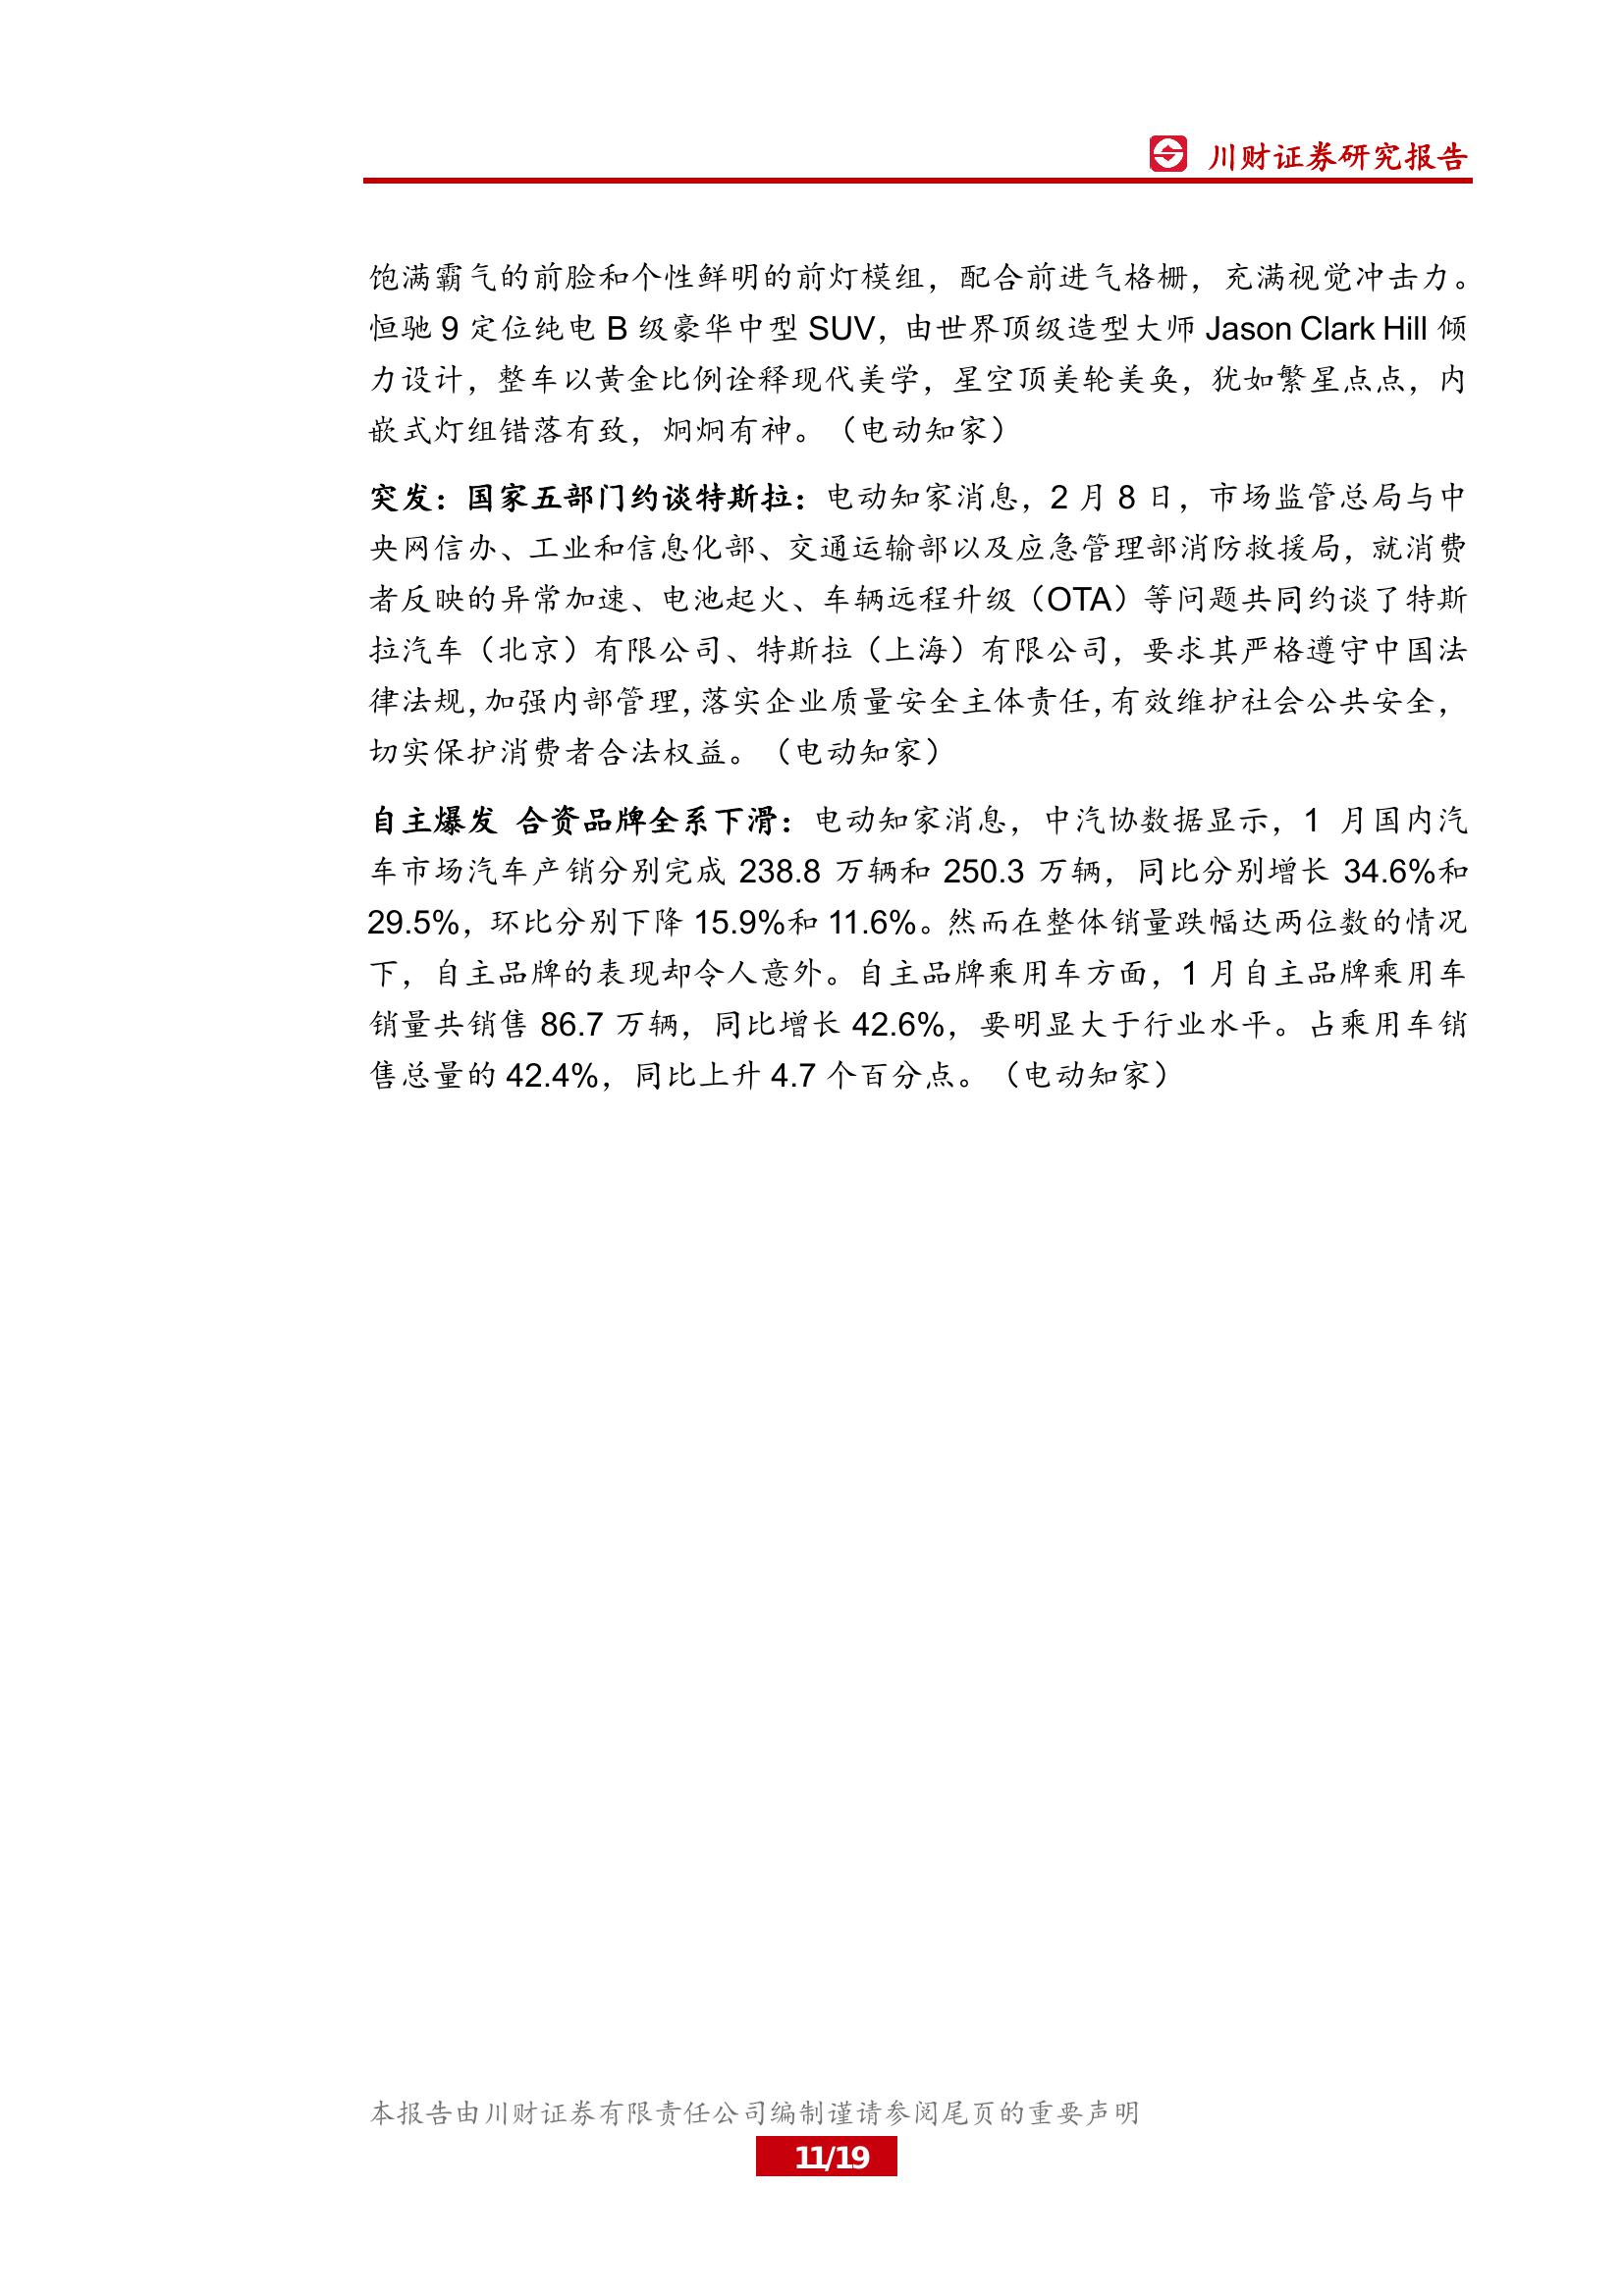 川财证券研究报告
饱满霸气的前脸和个性鲜明的前灯模组，配合前进气格栅，充满视觉冲击力。
恒驰 9 定位纯电 B 级豪华中型 SUV，由世界顶级造型大师 Jason Clark Hill 倾
力设计，整车以黄金比例诠释现代美学，星空顶美轮美奂，犹如繁星点点，内
嵌式灯组错落有致，炯炯有神。（电动知家）
突发：国家五部门约谈特斯拉：电动知家消息，2 月 8 日，市场监管总局与中
央网信办、工业和信息化部、交通运输部以及应急管理部消防救援局，就消费
者反映的异常加速、电池起火、车辆远程升级（OTA）等问题共同约谈了特斯
拉汽车（北京）有限公司、特斯拉（上海）有限公司，要求其严格遵守中国法
律法规，加强内部管理，落实企业质量安全主体责任，有效维护社会公共安全，
切实保护消费者合法权益。（电动知家）
自主爆发 合资品牌全系下滑：电动知家消息，中汽协数据显示，1 月国内汽
车市场汽车产销分别完成 238.8 万辆和 250.3 万辆，同比分别增长 34.6%和
29.5%，环比分别下降 15.9%和 11.6%。然而在整体销量跌幅达两位数的情况
下，自主品牌的表现却令人意外。自主品牌乘用车方面，1 月自主品牌乘用车
销量共销售 86.7 万辆，同比增长 42.6%，要明显大于行业水平。占乘用车销
售总量的 42.4%，同比上升 4.7 个百分点。（电动知家）
本报告由川财证券有限责任公司编制谨请参阅尾页的重要声明
11/19